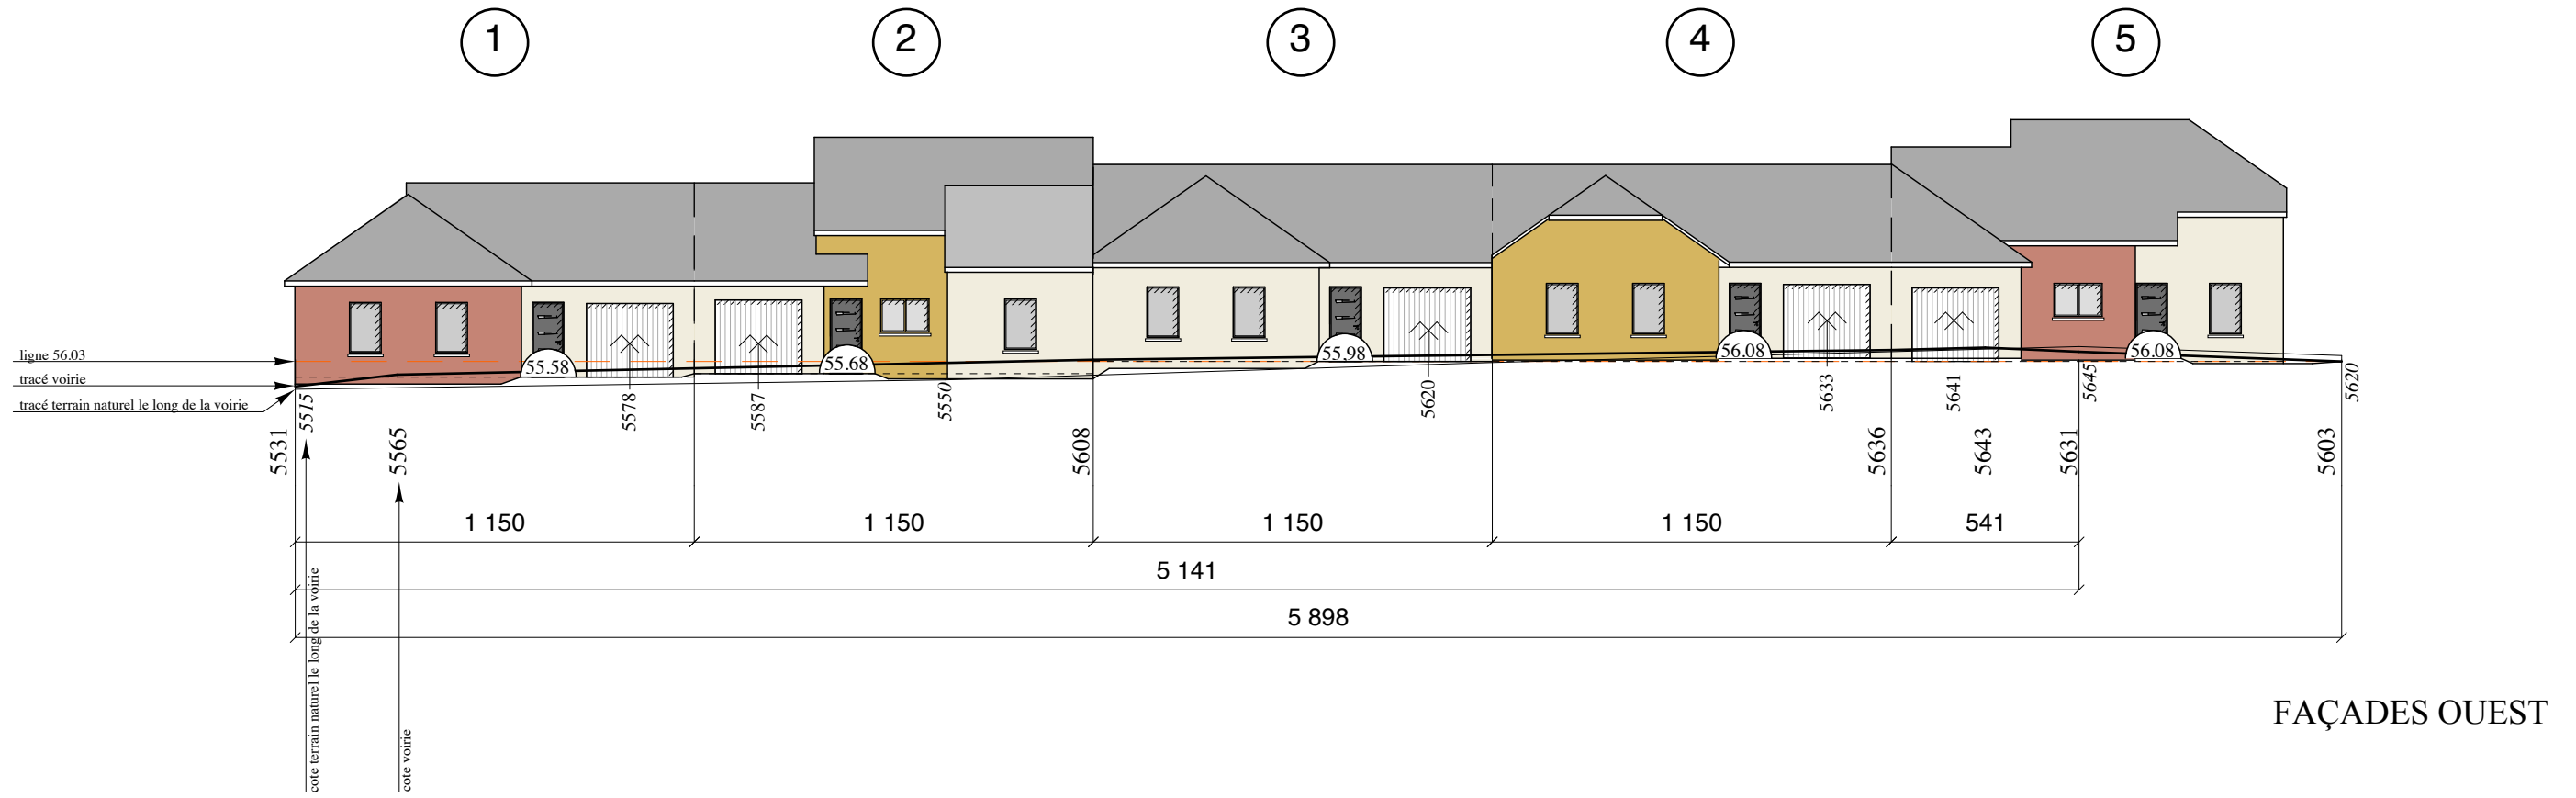 1 2 3 4 5
ligne 56.03
tracé voirie
tracé terrain naturel le long de la voirie
55.58 55.68 55.98 56.08 56.08
5515 5578 5587 5550 5620 5633 5641 5645 5620
5531 5565 5608 5636 5643 5631 5603
1 150 1 150 1 150 1 150 541
5 141
5 898
cote terrain naturel le long de la voirie
cote voirie
FAÇADES OUEST